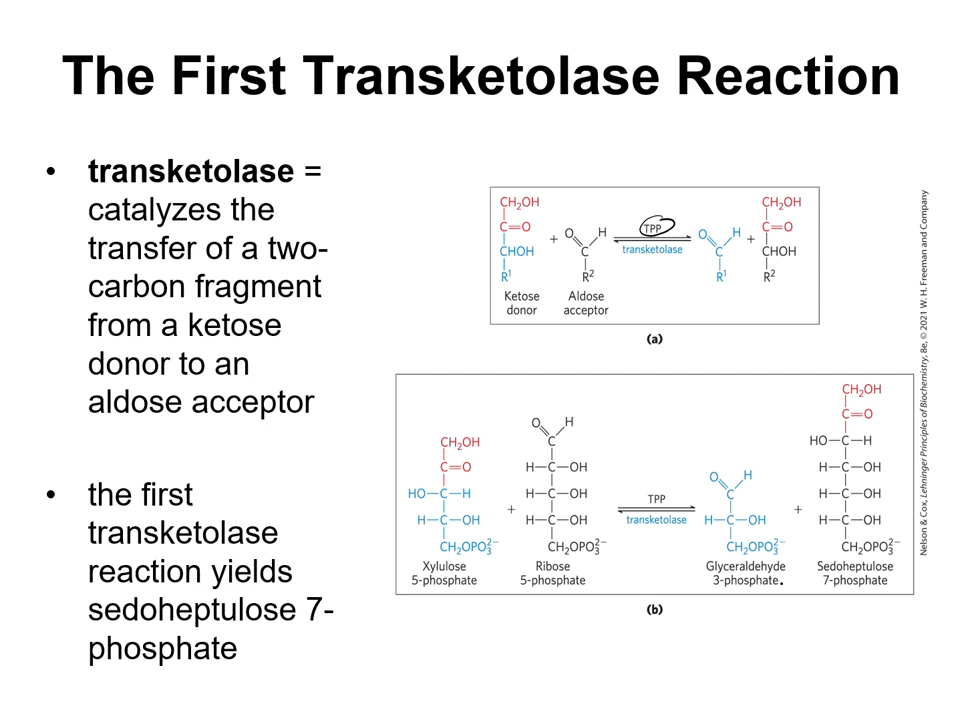 The First Transketolase Reaction
• transketolase =
catalyzes the
transfer of a two-
carbon fragment
from a ketose
donor to an
aldose acceptor
• the first
transketolase
reaction yields
sedoheptulose 7-
phosphate
CH₂OH
C=O
CHOH
R¹
Ketose
donor
+
O H
C
R²
Aldose
acceptor
TPP
transketolase
O H
C
R¹
+
CH₂OH
C=O
CHOH
R²
(a)
CH₂OH
C=O
HO–C–H
H–C–OH
CH₂OPO₃²⁻
Xylulose
5-phosphate
+
O H
C
H–C–OH
H–C–OH
H–C–OH
CH₂OPO₃²⁻
Ribose
5-phosphate
TPP
transketolase
O H
C
H–C–OH
CH₂OPO₃²⁻
Glyceraldehyde
3-phosphate.
+
CH₂OH
C=O
HO–C–H
H–C–OH
H–C–OH
H–C–OH
CH₂OPO₃²⁻
Sedoheptulose
7-phosphate
(b)
Nelson & Cox, Lehninger Principles of Biochemistry, 8e, © 2021 W. H. Freeman and Company